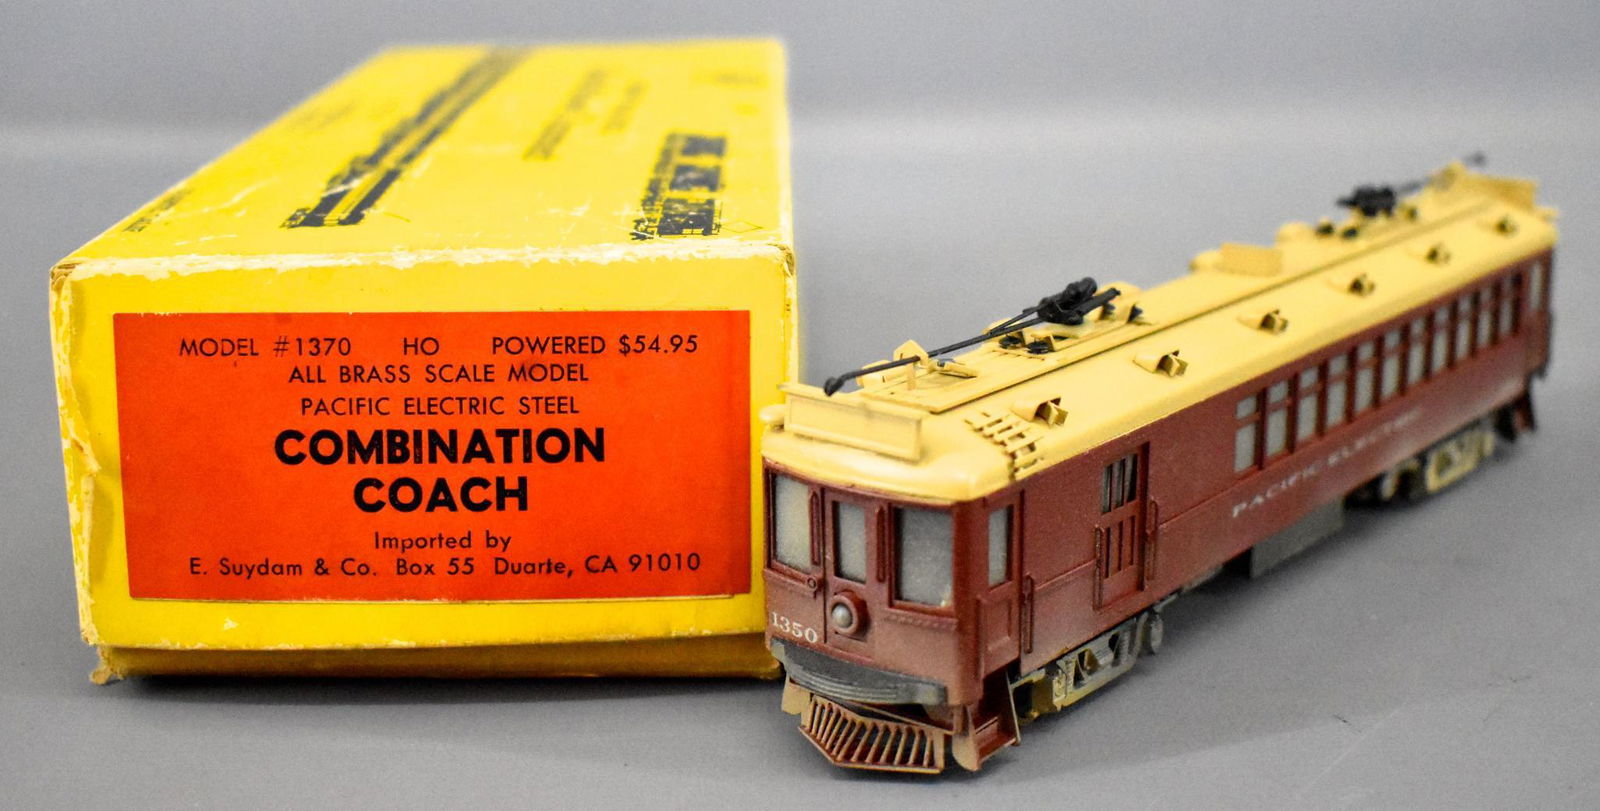 MODEL #1370 HO POWERED $54.95
ALL BRASS SCALE MODEL
PACIFIC ELECTRIC STEEL
COMBINATION
COACH
Imported by
E. Suydam & Co. Box 55 Duarte, CA 91010
1350
PACIFIC ELECTRIC